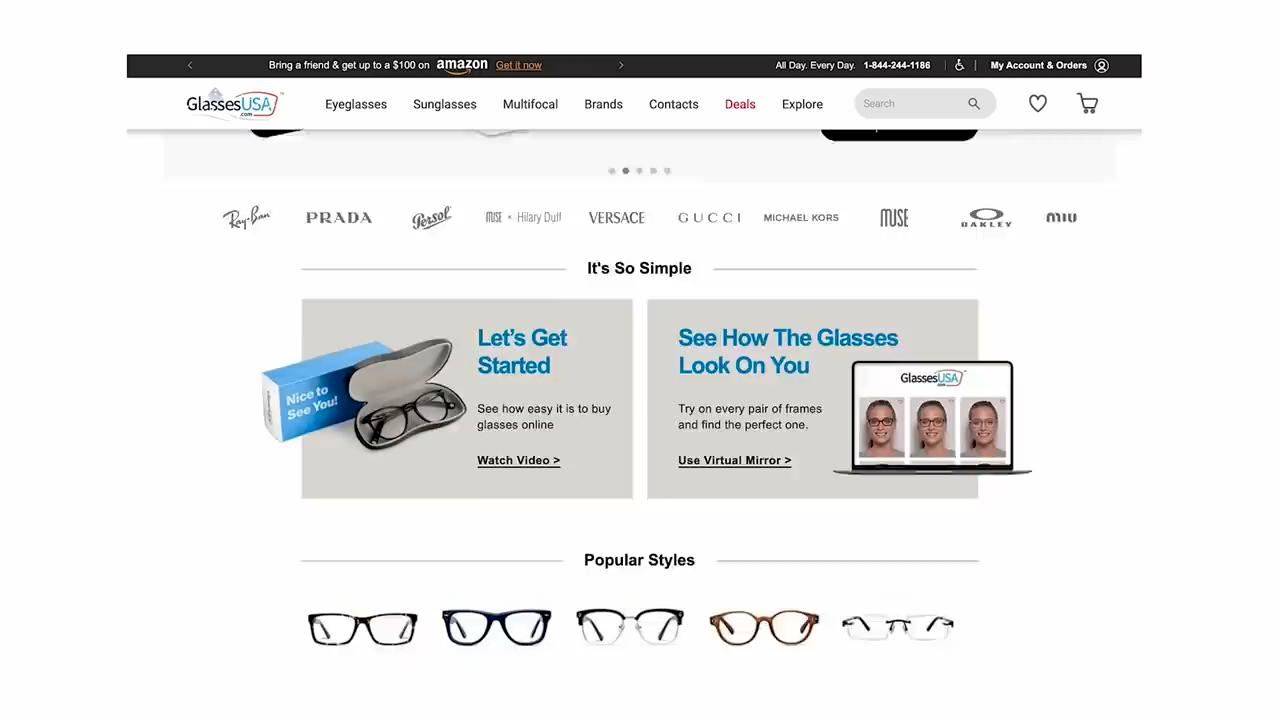 Bring a friend & get up to a $100 on amazon Get it now
All Day. Every Day. 1-844-244-1186
My Account & Orders
GlassesUSA
.com
Eyeglasses
Sunglasses
Multifocal
Brands
Contacts
Deals
Explore
Search
Ray-Ban
PRADA
Persol
MUSE × Hilary Duff
VERSACE
GUCCI
MICHAEL KORS
MUSE
OAKLEY
MIU
It's So Simple
Nice to
See You!
Let's Get
Started
See how easy it is to buy
glasses online
Watch Video >
See How The Glasses
Look On You
Try on every pair of frames
and find the perfect one.
Use Virtual Mirror >
GlassesUSA
.com
Popular Styles